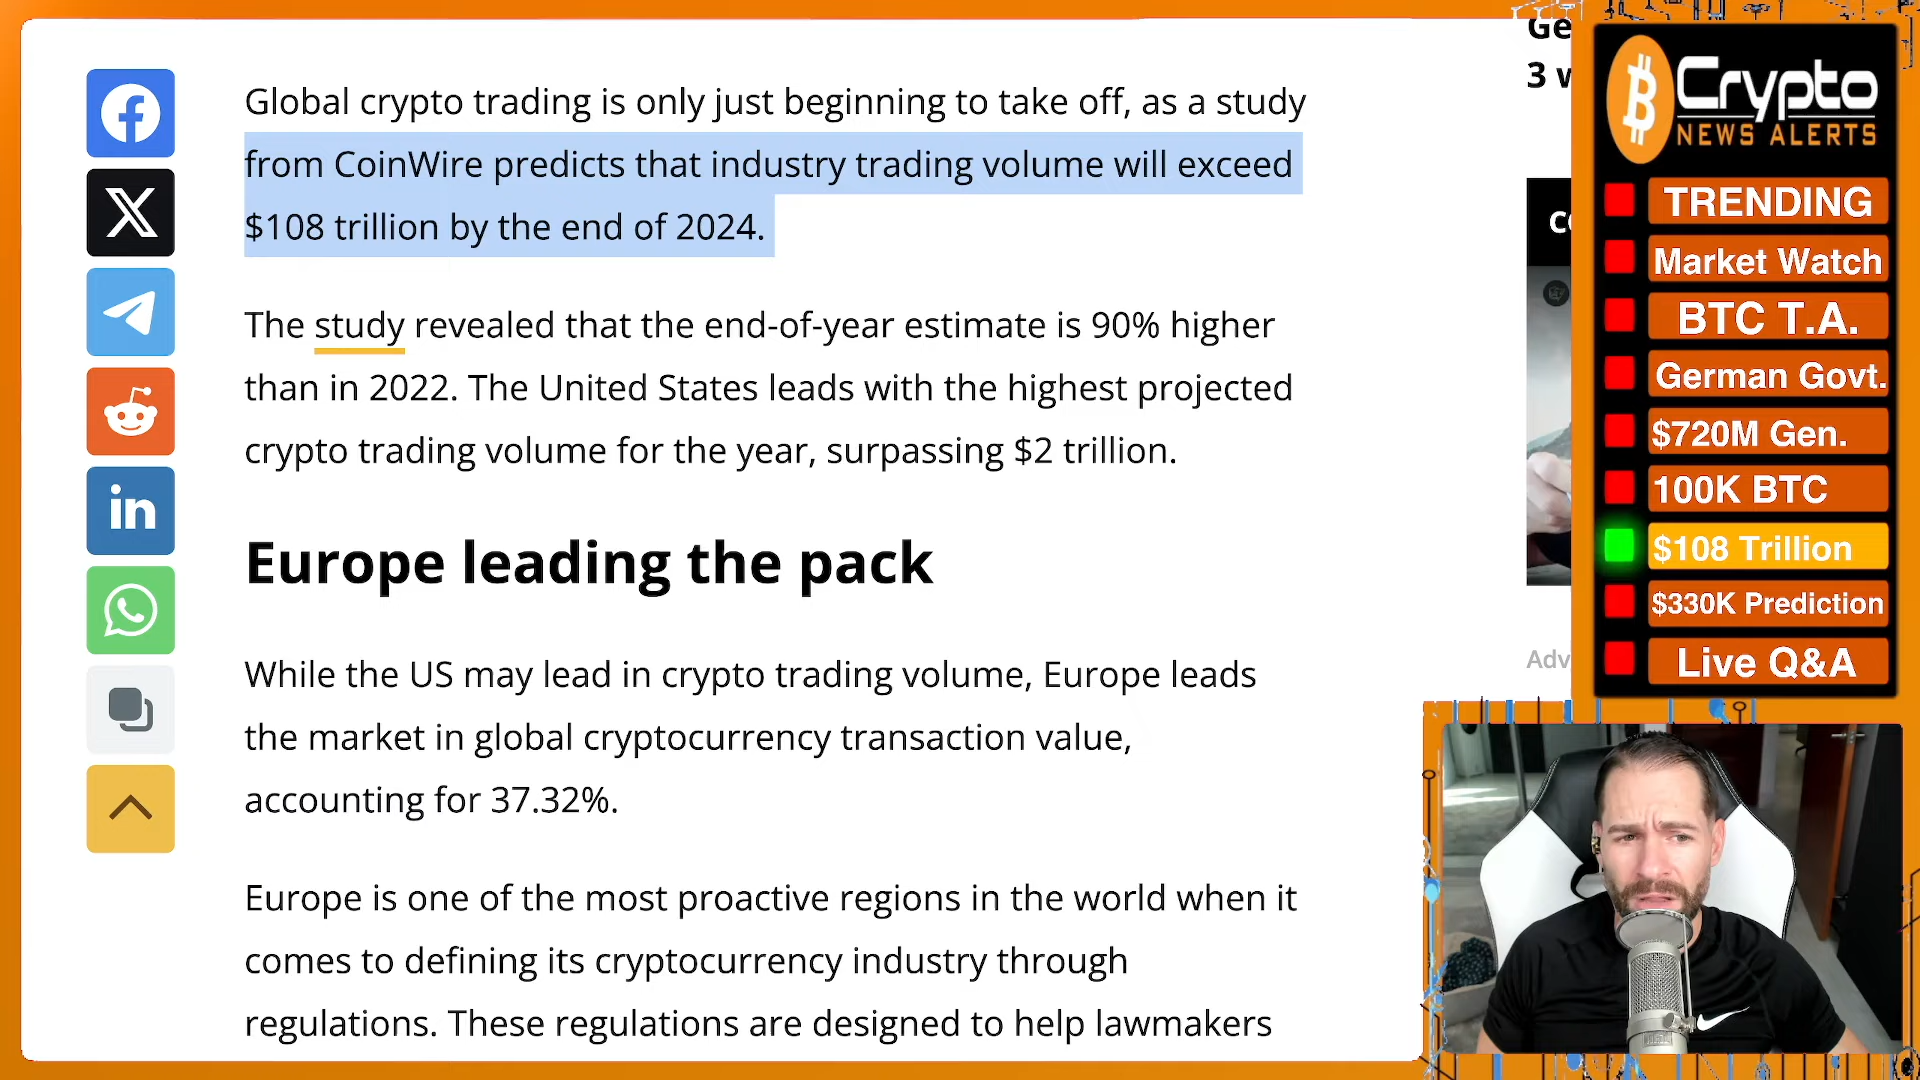 Global crypto trading is only just beginning to take off, as a study
from CoinWire predicts that industry trading volume will exceed
$108 trillion by the end of 2024.
The study revealed that the end-of-year estimate is 90% higher
than in 2022. The United States leads with the highest projected
crypto trading volume for the year, surpassing $2 trillion.
Europe leading the pack
While the US may lead in crypto trading volume, Europe leads
the market in global cryptocurrency transaction value,
accounting for 37.32%.
Europe is one of the most proactive regions in the world when it
comes to defining its cryptocurrency industry through
regulations. These regulations are designed to help lawmakers
Ge
3 w
Adv
Crypto
NEWS ALERTS
TRENDING
Market Watch
BTC T.A.
German Govt.
$720M Gen.
100K BTC
$108 Trillion
$330K Prediction
Live Q&A